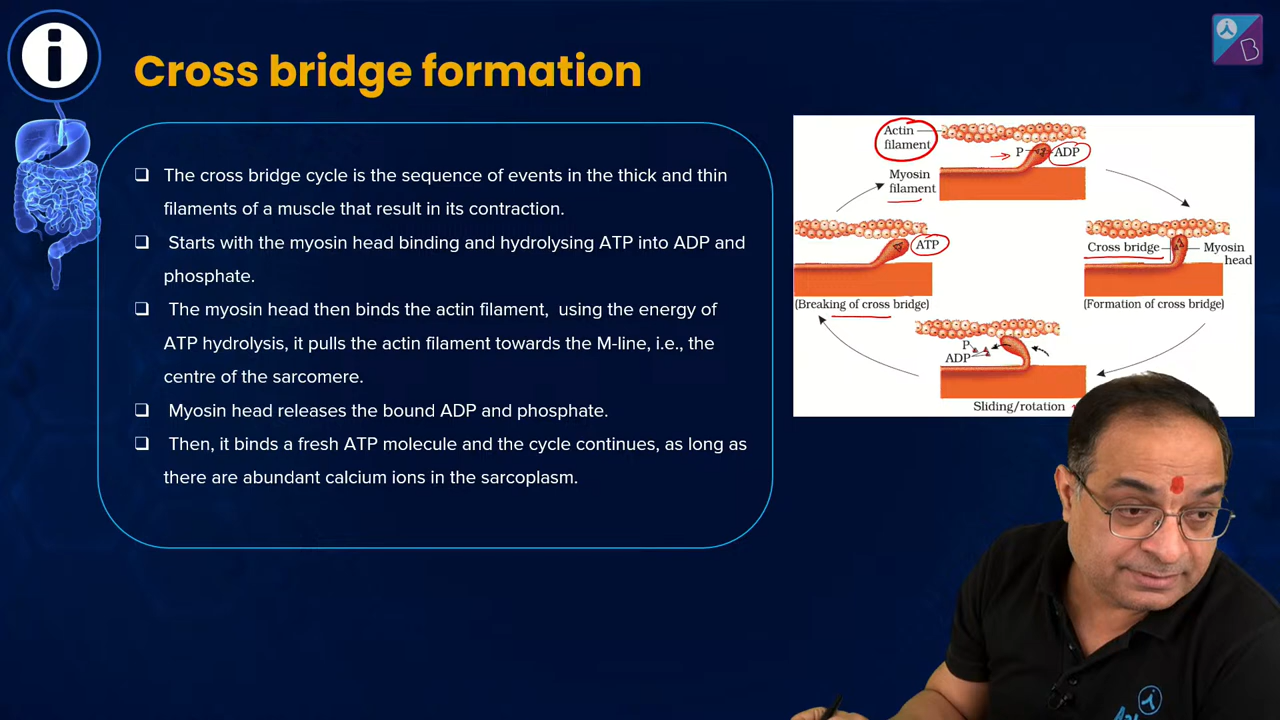 Cross bridge formation
The cross bridge cycle is the sequence of events in the thick and thin
filaments of a muscle that result in its contraction.
Starts with the myosin head binding and hydrolysing ATP into ADP and
phosphate.
The myosin head then binds the actin filament, using the energy of
ATP hydrolysis, it pulls the actin filament towards the M-line, i.e., the
centre of the sarcomere.
Myosin head releases the bound ADP and phosphate.
Then, it binds a fresh ATP molecule and the cycle continues, as long as
there are abundant calcium ions in the sarcoplasm.
Actin
filament
P
ADP
Myosin
filament
ATP
(Breaking of cross bridge)
Cross bridge
Myosin
head
(Formation of cross bridge)
P
ADP
Sliding/rotation
i
B